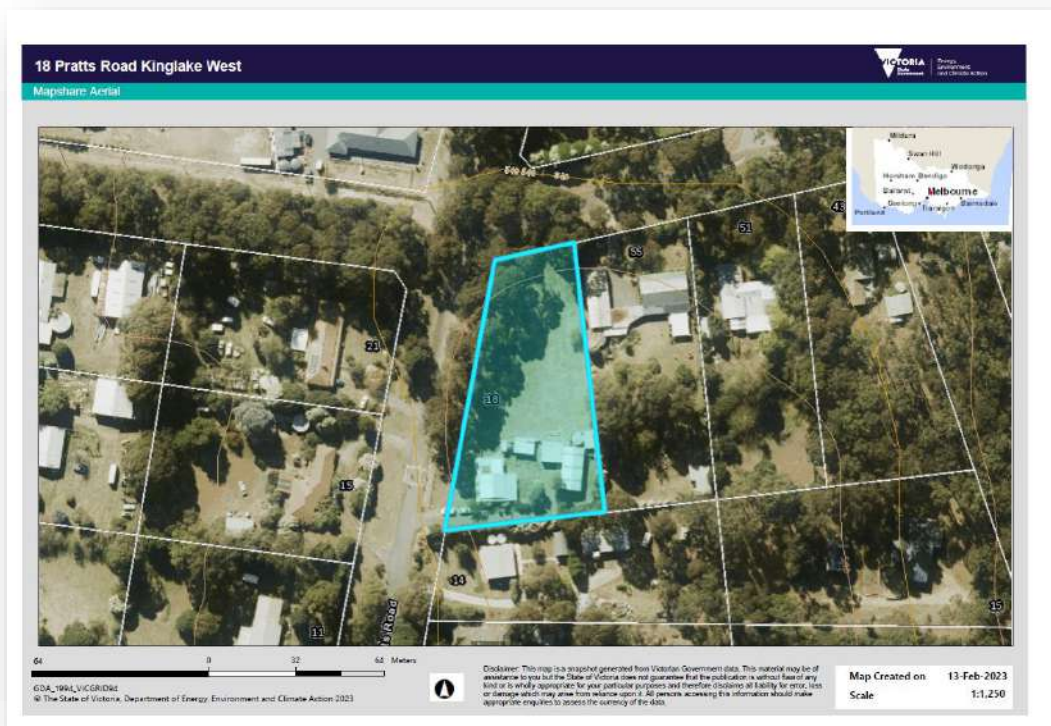 18 Pratts Road Kinglake West
VICTORIA
State
Government
Energy,
Environment
and Climate Action
Mapshare Aerial
Mildura
Swan Hill
Wodonga
Horsham Bendigo
Ballarat
Melbourne
Geelong
Traralgon
Bairnsdale
Portland
43
51
55
21
18
15
14
11
15
Road
64 0 32 64 Meters
GDA_1994_VICGRID94
© The State of Victoria, Department of Energy, Environment and Climate Action 2023
Disclaimer: This map is a snapshot generated from Victorian Government data. This material may be of
assistance to you but the State of Victoria does not guarantee that the publication is without flaw of any
kind or is wholly appropriate for your particular purposes and therefore disclaims all liability for error, loss
or damage which may arise from reliance upon it. All persons accessing this information should make
appropriate enquiries to assess the currency of the data.
Map Created on 13-Feb-2023
Scale 1:1,250